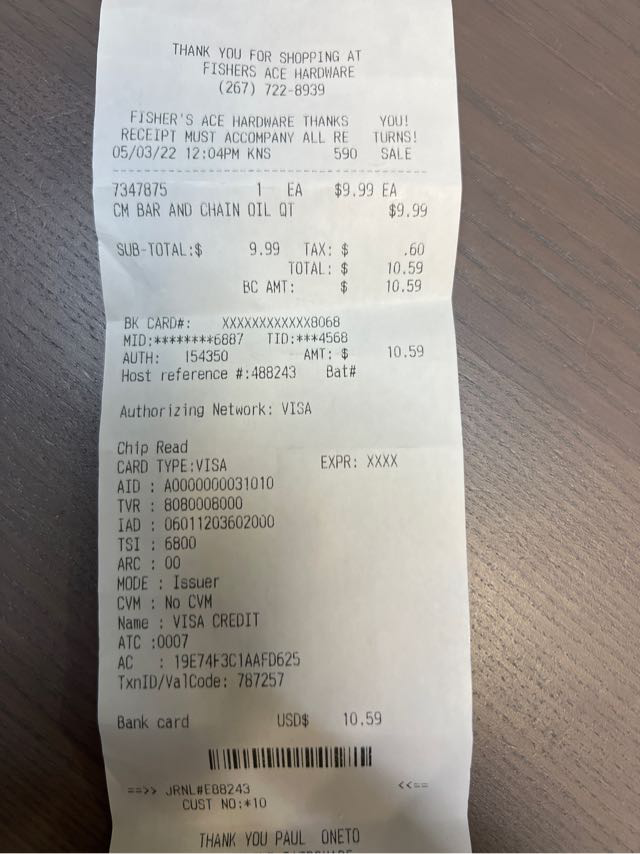 THANK YOU FOR SHOPPING AT
FISHERS ACE HARDWARE
(267) 722-8939
FISHER'S ACE HARDWARE THANKS YOU!
RECEIPT MUST ACCOMPANY ALL RE TURNS!
05/03/22 12:04PM KNS 590 SALE
7347875 1 EA $9.99 EA
CM BAR AND CHAIN OIL QT $9.99
SUB-TOTAL:$ 9.99 TAX: $ .60
TOTAL: $ 10.59
BC AMT: $ 10.59
BK CARD#: XXXXXXXXXXXX8068
MID:********6887 TID:***4568
AUTH: 154350 AMT: $ 10.59
Host reference #:488243 Bat#
Authorizing Network: VISA
Chip Read
CARD TYPE:VISA EXPR: XXXX
AID : A0000000031010
TVR : 8080008000
IAD : 06011203602000
TSI : 6800
ARC : 00
MODE : Issuer
CVM : No CVM
Name : VISA CREDIT
ATC :0007
AC : 19E74F3C1AAFD625
TxnID/ValCode: 787257
Bank card USD$ 10.59
==>> JRNL#E88243 <<==
CUST NO:*10
THANK YOU PAUL ONETO